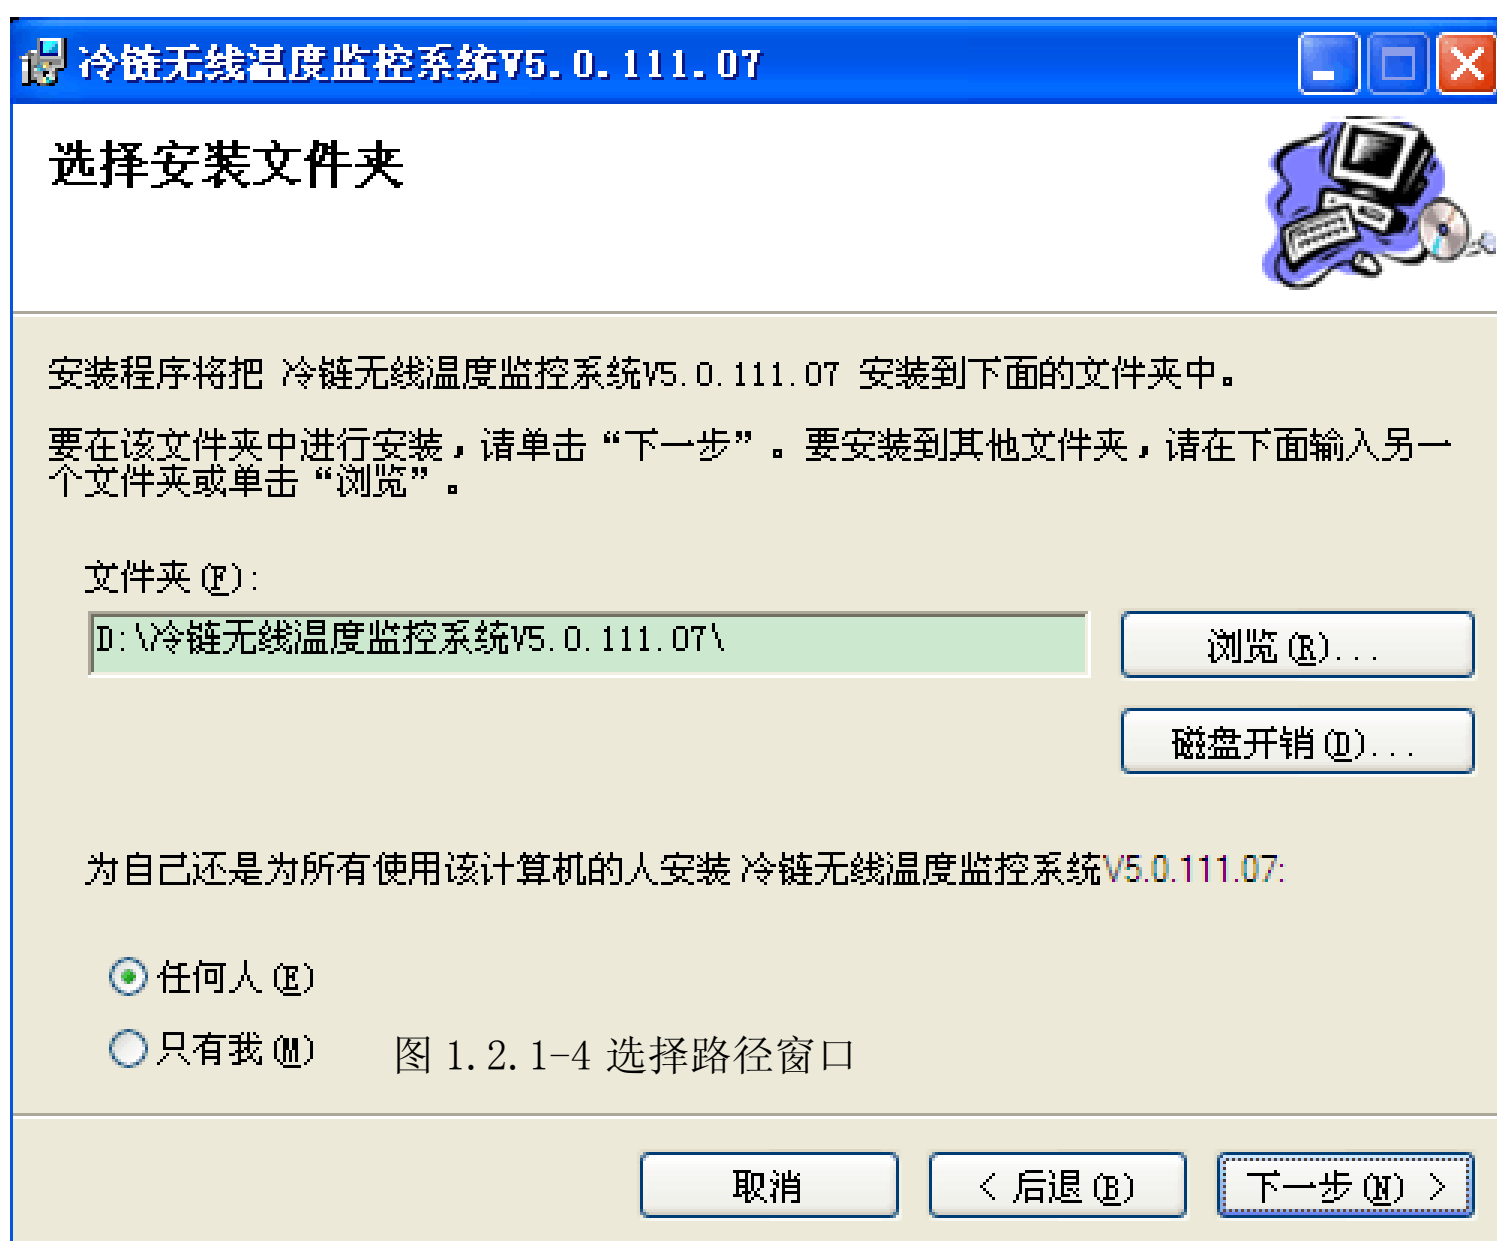 冷链无线温度监控系统V5.0.111.07
选择安装文件夹
安装程序将把 冷链无线温度监控系统V5.0.111.07 安装到下面的文件夹中。
要在该文件夹中进行安装，请单击“下一步”。要安装到其他文件夹，请在下面输入另一
个文件夹或单击“浏览”。
文件夹(F):
D:\冷链无线温度监控系统V5.0.111.07\
浏览(R)...
磁盘开销(D)...
为自己还是为所有使用该计算机的人安装 冷链无线温度监控系统V5.0.111.07:
任何人(E)
只有我(M)
图 1.2.1-4 选择路径窗口
取消
< 后退(B)
下一步(N) >